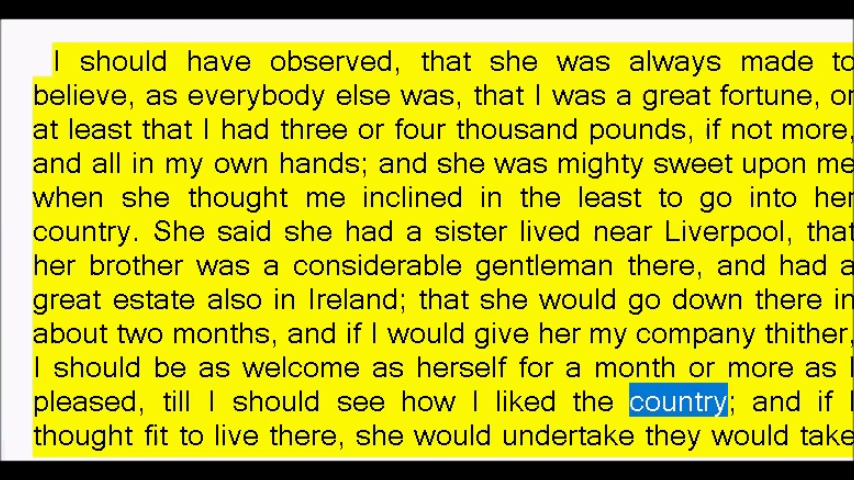 I should have observed, that she was always made to
believe, as everybody else was, that I was a great fortune, or
at least that I had three or four thousand pounds, if not more,
and all in my own hands; and she was mighty sweet upon me
when she thought me inclined in the least to go into her
country. She said she had a sister lived near Liverpool, that
her brother was a considerable gentleman there, and had a
great estate also in Ireland; that she would go down there in
about two months, and if I would give her my company thither,
I should be as welcome as herself for a month or more as I
pleased, till I should see how I liked the country; and if I
thought fit to live there, she would undertake they would take